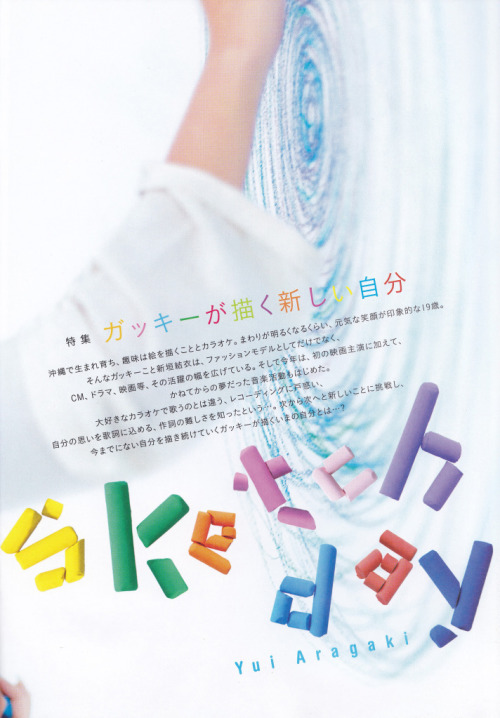 特集 ガッキーが描く新しい自分
沖縄で生まれ育ち、趣味は絵を描くこととカラオケ。まわりが明るくなるくらい、元気な笑顔が印象的な19歳。
そんなガッキーこと新垣結衣は、ファッションモデルとしてだけでなく、
CM、ドラマ、映画等、その活躍の幅を広げている。そして今年は、初の映画主演に加えて、
かねてからの夢だった音楽活動もはじめた。
大好きなカラオケで歌うのとは違う、レコーディングに戸惑い、
自分の思いを歌詞に込める、作詞の難しさを知ったという…。次から次へと新しいことに挑戦し、
今までにない自分を描き続けていくガッキーが描くいまの自分とは…?
sketch
day
Yui Aragaki